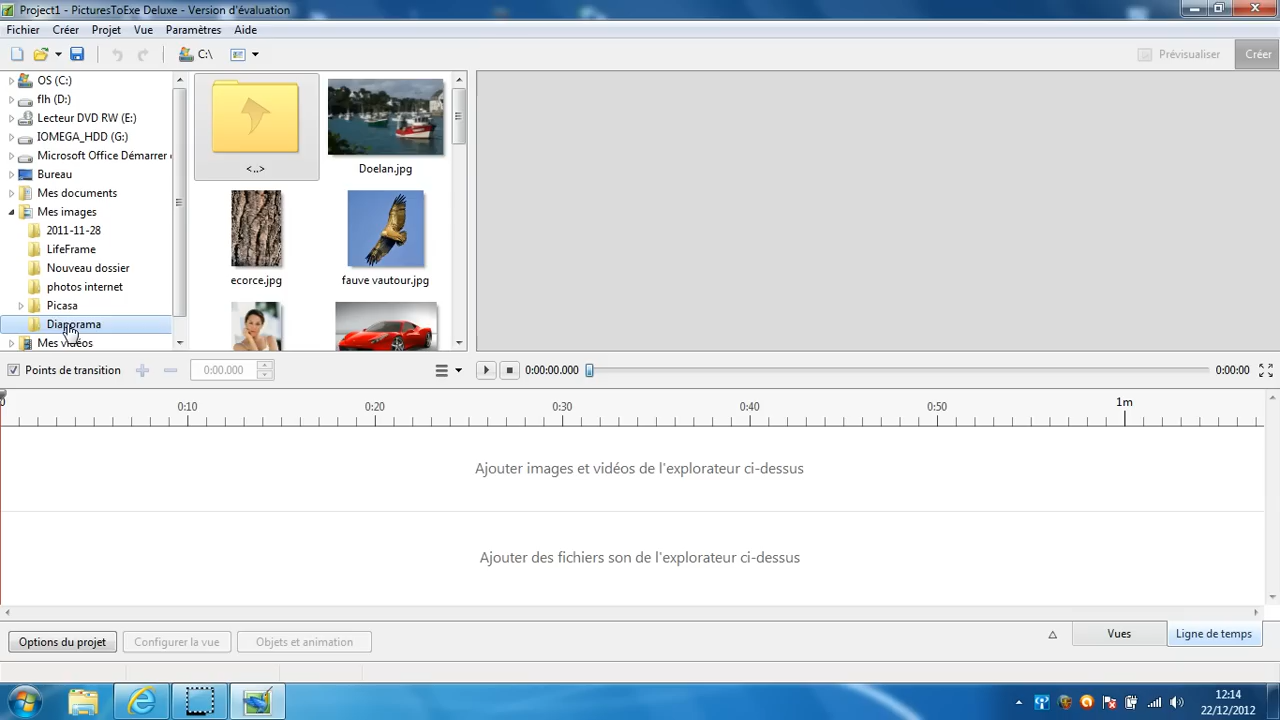 Project1 - PicturesToExe Deluxe - Version d'évaluation
Fichier Créer Projet Vue Paramètres Aide
C:\ Prévisualiser Créer
OS (C:)
flh (D:)
Lecteur DVD RW (E:)
IOMEGA_HDD (G:)
Microsoft Office Démarrer
Bureau
Mes documents
Mes images
2011-11-28
LifeFrame
Nouveau dossier
photos internet
Picasa
Diaporama
Mes vidéos
<..>
Doelan.jpg
ecorce.jpg
fauve vautour.jpg
Points de transition
0:00.000
0:00:00.000
0:00:00
0:10 0:20 0:30 0:40 0:50 1m
Ajouter images et vidéos de l'explorateur ci-dessus
Ajouter des fichiers son de l'explorateur ci-dessus
Options du projet Configurer la vue Objets et animation Vues Ligne de temps
12:14
22/12/2012